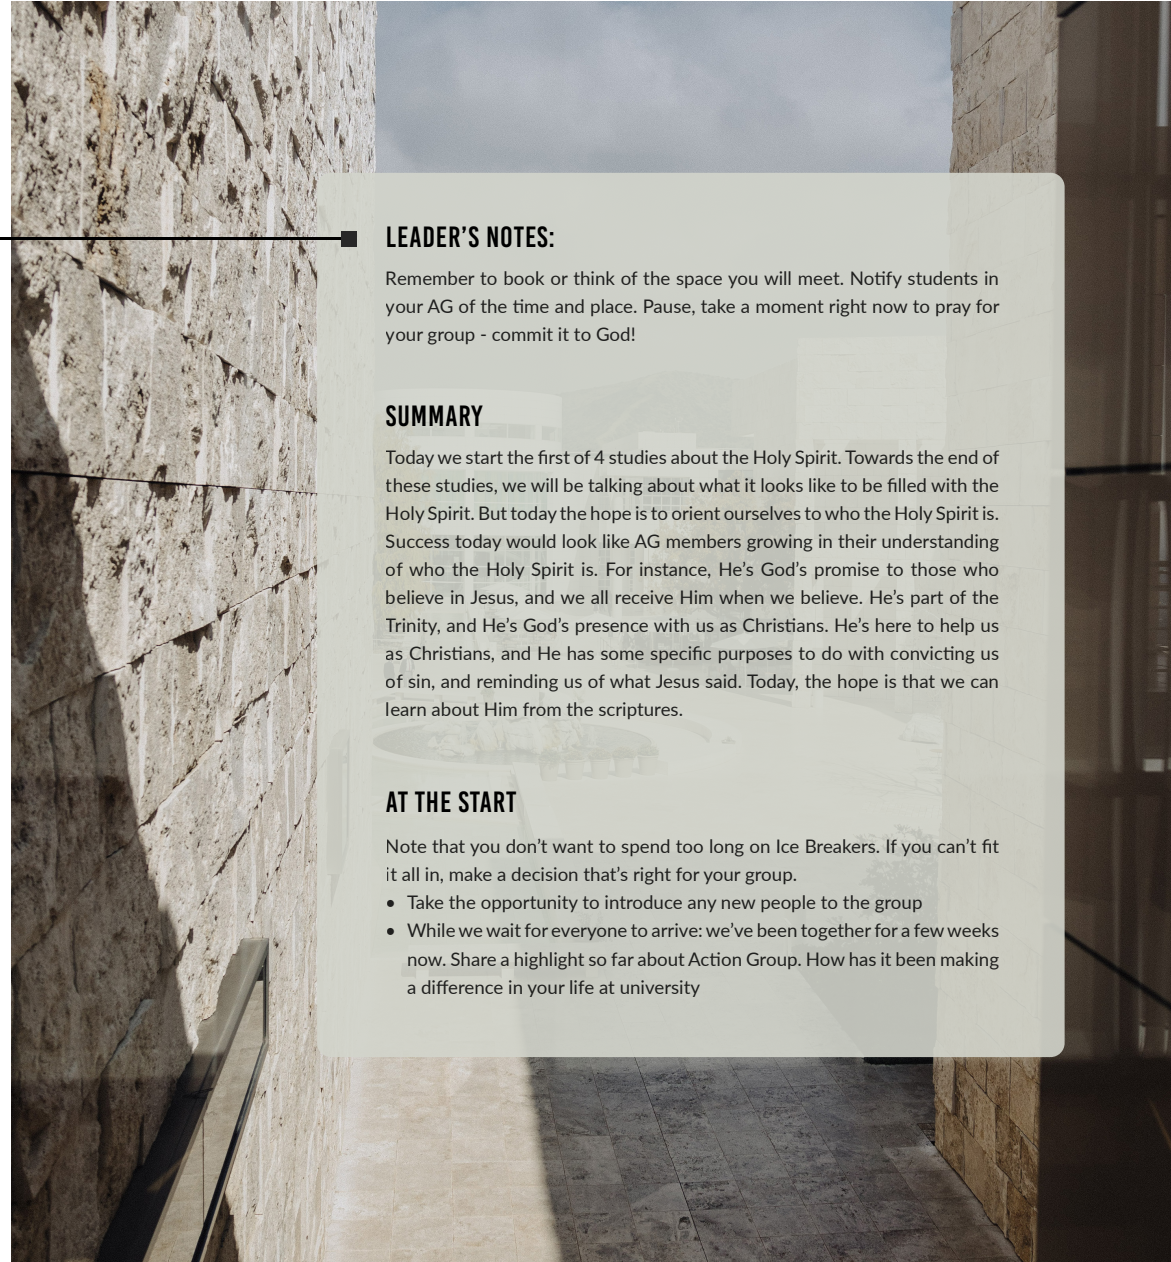 LEADER'S NOTES:
Remember to book or think of the space you will meet. Notify students in
your AG of the time and place. Pause, take a moment right now to pray for
your group - commit it to God!
SUMMARY
Today we start the first of 4 studies about the Holy Spirit. Towards the end of
these studies, we will be talking about what it looks like to be filled with the
Holy Spirit. But today the hope is to orient ourselves to who the Holy Spirit is.
Success today would look like AG members growing in their understanding
of who the Holy Spirit is. For instance, He’s God’s promise to those who
believe in Jesus, and we all receive Him when we believe. He’s part of the
Trinity, and He’s God’s presence with us as Christians. He’s here to help us
as Christians, and He has some specific purposes to do with convicting us
of sin, and reminding us of what Jesus said. Today, the hope is that we can
learn about Him from the scriptures.
AT THE START
Note that you don’t want to spend too long on Ice Breakers. If you can’t fit
it all in, make a decision that’s right for your group.
• Take the opportunity to introduce any new people to the group
• While we wait for everyone to arrive: we’ve been together for a few weeks
now. Share a highlight so far about Action Group. How has it been making
a difference in your life at university